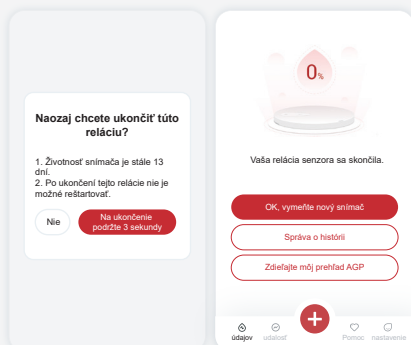 Naozaj chcete ukončiť túto
reláciu?
1. Životnosť snímača je stále 13
dní.
2. Po ukončení tejto relácie nie je
možné reštartovať.
Nie
Na ukončenie
podržte 3 sekundy
0%
Vaša relácia senzora sa skončila.
OK, vymeňte nový snímač
Správa o histórii
Zdieľajte môj prehľad AGP
údajov
udalosť
Pomoc
nastavenie